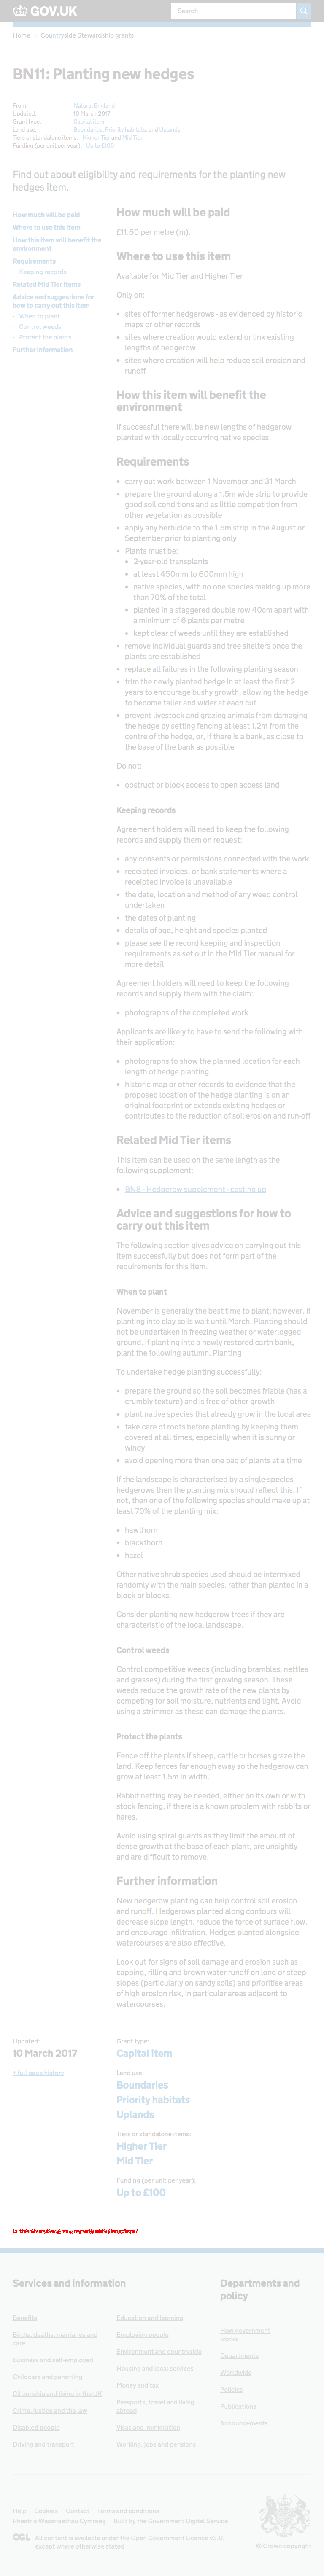 GOV.UK
Search
Home
Countryside Stewardship grants
BN11: Planting new hedges
From: Natural England
Updated: 10 March 2017
Grant type: Capital item
Land use: Boundaries, Priority habitats, and Uplands
Tiers or standalone items: Higher Tier and Mid Tier
Funding (per unit per year): Up to £100
Find out about eligibility and requirements for the planting new
hedges item.
How much will be paid
Where to use this item
How this item will benefit the
environment
Requirements
- Keeping records
Related Mid Tier items
Advice and suggestions for
how to carry out this item
- When to plant
- Control weeds
- Protect the plants
Further information
How much will be paid
£11.60 per metre (m).
Where to use this item
Available for Mid Tier and Higher Tier
Only on:
• sites of former hedgerows - as evidenced by historic
maps or other records
• sites where creation would extend or link existing
lengths of hedgerow
• sites where creation will help reduce soil erosion and
runoff
How this item will benefit the
environment
If successful there will be new lengths of hedgerow
planted with locally occurring native species.
Requirements
• carry out work between 1 November and 31 March
• prepare the ground along a 1.5m wide strip to provide
good soil conditions and as little competition from
other vegetation as possible
• apply any herbicide to the 1.5m strip in the August or
September prior to planting only
• Plants must be:
• 2-year-old transplants
• at least 450mm to 600mm high
• native species, with no one species making up more
than 70% of the total
• planted in a staggered double row 40cm apart with
a minimum of 6 plants per metre
• kept clear of weeds until they are established
• remove individual guards and tree shelters once the
plants are established
• replace all failures in the following planting season
• trim the newly planted hedge in at least the first 2
years to encourage bushy growth, allowing the hedge
to become taller and wider at each cut
• prevent livestock and grazing animals from damaging
the hedge by setting fencing at least 1.2m from the
centre of the hedge, or, if there is a bank, as close to
the base of the bank as possible
Do not:
• obstruct or block access to open access land
Keeping records
Agreement holders will need to keep the following
records and supply them on request:
• any consents or permissions connected with the work
• receipted invoices, or bank statements where a
receipted invoice is unavailable
• the date, location and method of any weed control
undertaken
• the dates of planting
• details of age, height and species planted
• please see the record keeping and inspection
requirements as set out in the Mid Tier manual for
more detail
Agreement holders will need to keep the following
records and supply them with the claim:
• photographs of the completed work
Applicants are likely to have to send the following with
their application:
• photographs to show the planned location for each
length of hedge planting
• historic map or other records to evidence that the
proposed location of the hedge planting is on an
original footprint or extends existing hedges or
contributes to the reduction of soil erosion and run-off
Related Mid Tier items
This item can be used on the same length as the
following supplement:
• BN8 - Hedgerow supplement - casting up
Advice and suggestions for how to
carry out this item
The following section gives advice on carrying out this
item successfully but does not form part of the
requirements for this item.
When to plant
November is generally the best time to plant; however, if
planting into clay soils wait until March. Planting should
not be undertaken in freezing weather or waterlogged
ground. If planting into a newly restored earth bank,
plant the following autumn. Planting
To undertake hedge planting successfully:
• prepare the ground so the soil becomes friable (has a
crumbly texture) and is free of other growth
• plant native species that already grow in the local area
• take care of roots before planting by keeping them
covered at all times, especially when it is sunny or
windy
• avoid opening more than one bag of plants at a time
If the landscape is characterised by a single-species
hedgerows then the planting mix should reflect this. If
not, then one of the following species should make up at
least 70% of the planting mix:
• hawthorn
• blackthorn
• hazel
Other native shrub species used should be intermixed
randomly with the main species, rather than planted in a
block or blocks.
Consider planting new hedgerow trees if they are
characteristic of the local landscape.
Control weeds
Control competitive weeds (including brambles, nettles
and grasses) during the first growing season. These
weeds reduce the growth rate of the new plants by
competing for soil moisture, nutrients and light. Avoid
using a strimmer as these can damage the plants.
Protect the plants
Fence off the plants if sheep, cattle or horses graze the
land. Keep fences far enough away so the hedgerow can
grow at least 1.5m in width.
Rabbit netting may be needed, either on its own or with
stock fencing, if there is a known problem with rabbits or
hares.
Avoid using spiral guards as they limit the amount of
dense growth at the base of each plant, are unsightly
and are difficult to remove.
Further information
Hedgerow planting can help control soil erosion
and runoff. Hedgerows planted along contours will
decrease slope length, reduce the force of surface flow,
and encourage infiltration. Hedges planted alongside
watercourses are also effective.
Look out for signs of soil damage and erosion such as
capping, rilling and brown water runoff on long or steep
slopes (particularly on sandy soils) and prioritise areas
of high erosion risk, in particular areas adjacent to
watercourses.
Updated:
10 March 2017
+ full page history
Grant type:
Capital item
Land use:
Boundaries
Priority habitats
Uplands
Tiers or standalone items:
Higher Tier
Mid Tier
Funding (per unit per year):
Up to £100
Services and information
Benefits
Births, deaths, marriages and
care
Business and self-employed
Childcare and parenting
Citizenship and living in the UK
Crime, justice and the law
Disabled people
Driving and transport
Education and learning
Employing people
Environment and countryside
Housing and local services
Money and tax
Passports, travel and living
abroad
Visas and immigration
Working, jobs and pensions
Departments and
policy
How government
works
Departments
Worldwide
Policies
Publications
Announcements
Help Cookies Contact Terms and conditions
Rhestr o Wasanaethau Cymraeg Built by the Government Digital Service
OGL All content is available under the Open Government Licence v3.0,
except where otherwise stated
© Crown copyright